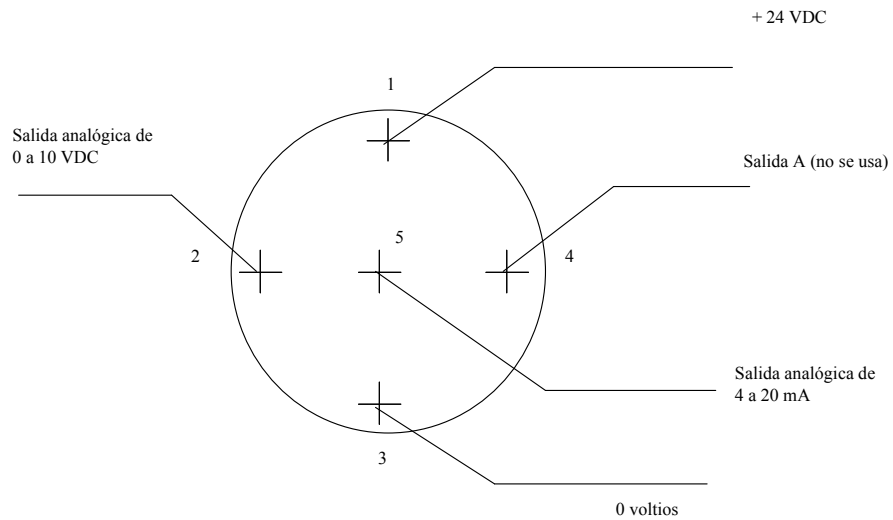 + 24 VDC
1
Salida analógica de
0 a 10 VDC
Salida A (no se usa)
2
5
4
Salida analógica de
4 a 20 mA
3
0 voltios